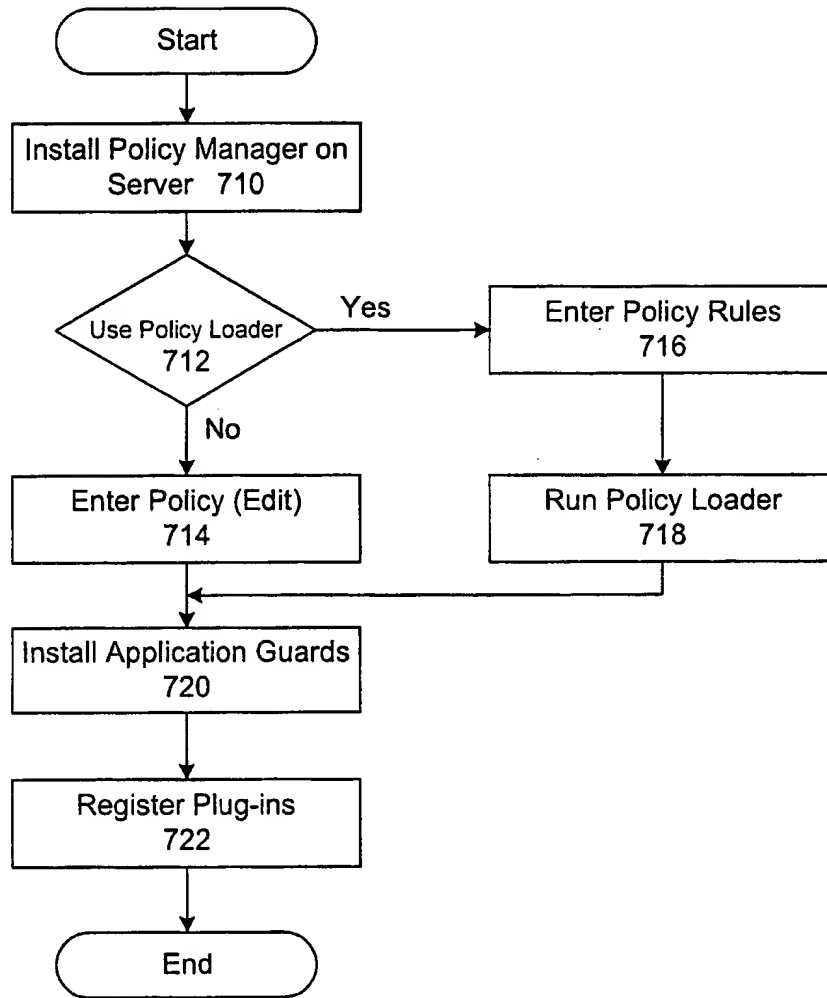 Start
Install Policy Manager on
Server 710
Use Policy Loader
712
Yes
Enter Policy Rules
716
No
Enter Policy (Edit)
714
Run Policy Loader
718
Install Application Guards
720
Register Plug-ins
722
End